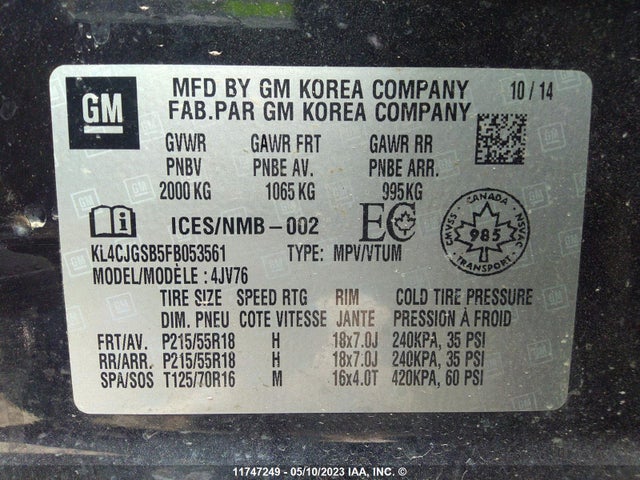 GM
MFD BY GM KOREA COMPANY 10/14
FAB.PAR GM KOREA COMPANY
GVWR GAWR FRT GAWR RR
PNBV PNBE AV. PNBE ARR.
2000 KG 1065 KG 995KG
ICES/NMB-002 EC
CANADA
CMVSS 985 NSVAC
TRANSPORT
KL4CJGSB5FB053561 TYPE: MPV/VTUM
MODEL/MODÈLE : 4JV76
TIRE SIZE SPEED RTG RIM COLD TIRE PRESSURE
DIM. PNEU COTE VITESSE JANTE PRESSION À FROID
FRT/AV. P215/55R18 H 18x7.0J 240KPA, 35 PSI
RR/ARR. P215/55R18 H 18x7.0J 240KPA, 35 PSI
SPA/SOS T125/70R16 M 16x4.0T 420KPA, 60 PSI
11747249 - 05/10/2023 IAA, INC. ©